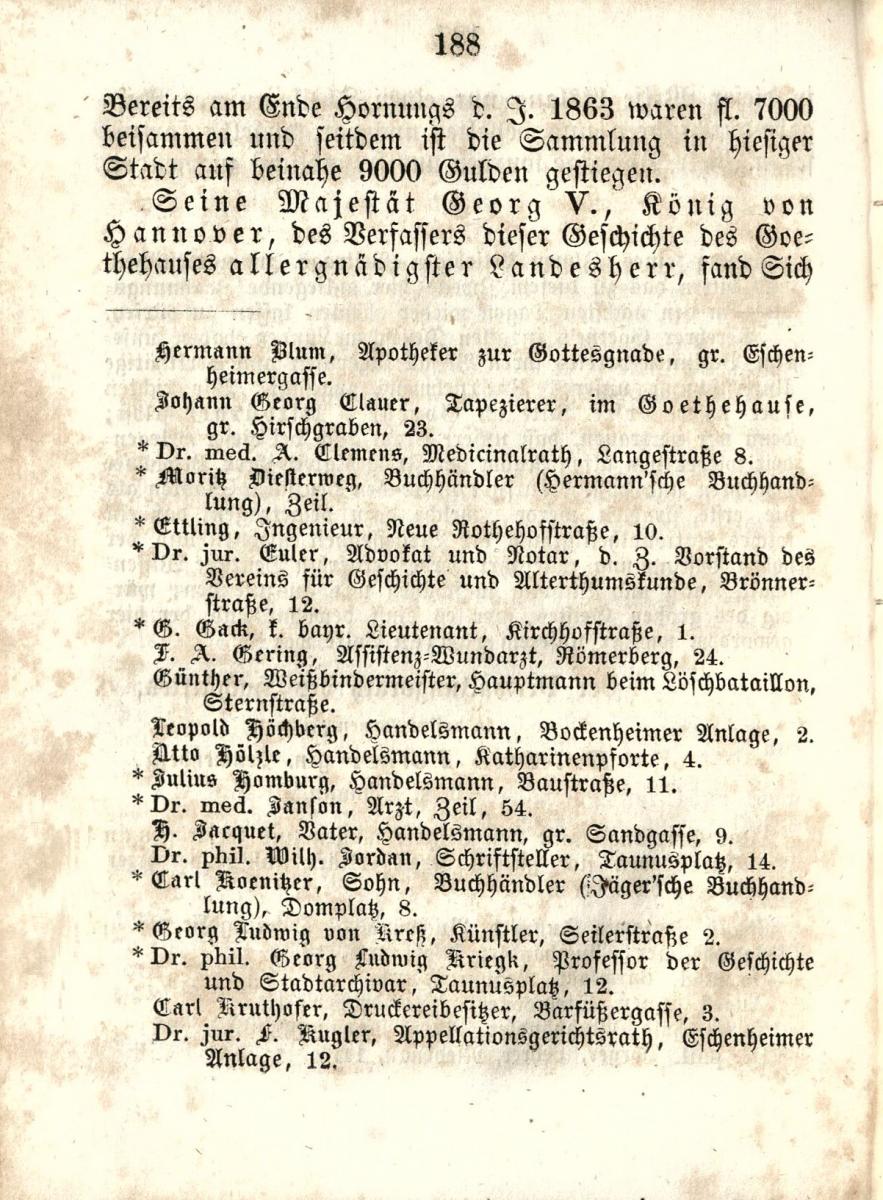 188
Bereits am Ende Hornungs d. J. 1863 waren fl. 7000
beisammen und seitdem ist die Sammlung in hiesiger
Stadt auf beinahe 9000 Gulden gestiegen.
Seine Majestät Georg V., König von
Hannover, des Verfassers dieser Geschichte des Goe-
thehauses allergnädigster Landesherr, fand Sich
Hermann Blum, Apotheker zur Gottesgnade, gr. Eschen-
heimergasse.
Johann Georg Clauer, Tapezierer, im Goethehause,
gr. Hirschgraben, 23.
* Dr. med. A. Clemens, Medicinalrath, Langestraße 8.
* Moritz Diesterweg, Buchhändler (Hermann'sche Buchhand-
lung), Zeil.
* Ettling, Ingenieur, Neue Rothehofstraße, 10.
* Dr. jur. Euler, Advokat und Notar, d. Z. Vorstand des
Vereins für Geschichte und Alterthumskunde, Brönner-
straße, 12.
* G. Gack, k. bayr. Lieutenant, Kirchhofstraße, 1.
F. A. Gering, Assistenz-Wundarzt, Römerberg, 24.
Günther, Weißbindermeister, Hauptmann beim Löschbataillon,
Sternstraße.
Leopold Höchberg, Handelsmann, Bockenheimer Anlage, 2.
Otto Hölzle, Handelsmann, Katharinenpforte, 4.
* Julius Homburg, Handelsmann, Baustraße, 11.
* Dr. med. Janson, Arzt, Zeil, 54.
H. Jacquet, Vater, Handelsmann, gr. Sandgasse, 9.
Dr. phil. Wilh. Jordan, Schriftsteller, Taunusplatz, 14.
* Carl Koenitzer, Sohn, Buchhändler (Jäger'sche Buchhand-
lung), Domplatz, 8.
* Georg Ludwig von Kreß, Künstler, Seilerstraße 2.
* Dr. phil. Georg Ludwig Kriegk, Professor der Geschichte
und Stadtarchivar, Taunusplatz, 12.
Carl Kruthofer, Druckereibesitzer, Barfüßergasse, 3.
Dr. jur. F. Kugler, Appellationsgerichtsrath, Eschenheimer
Anlage, 12.